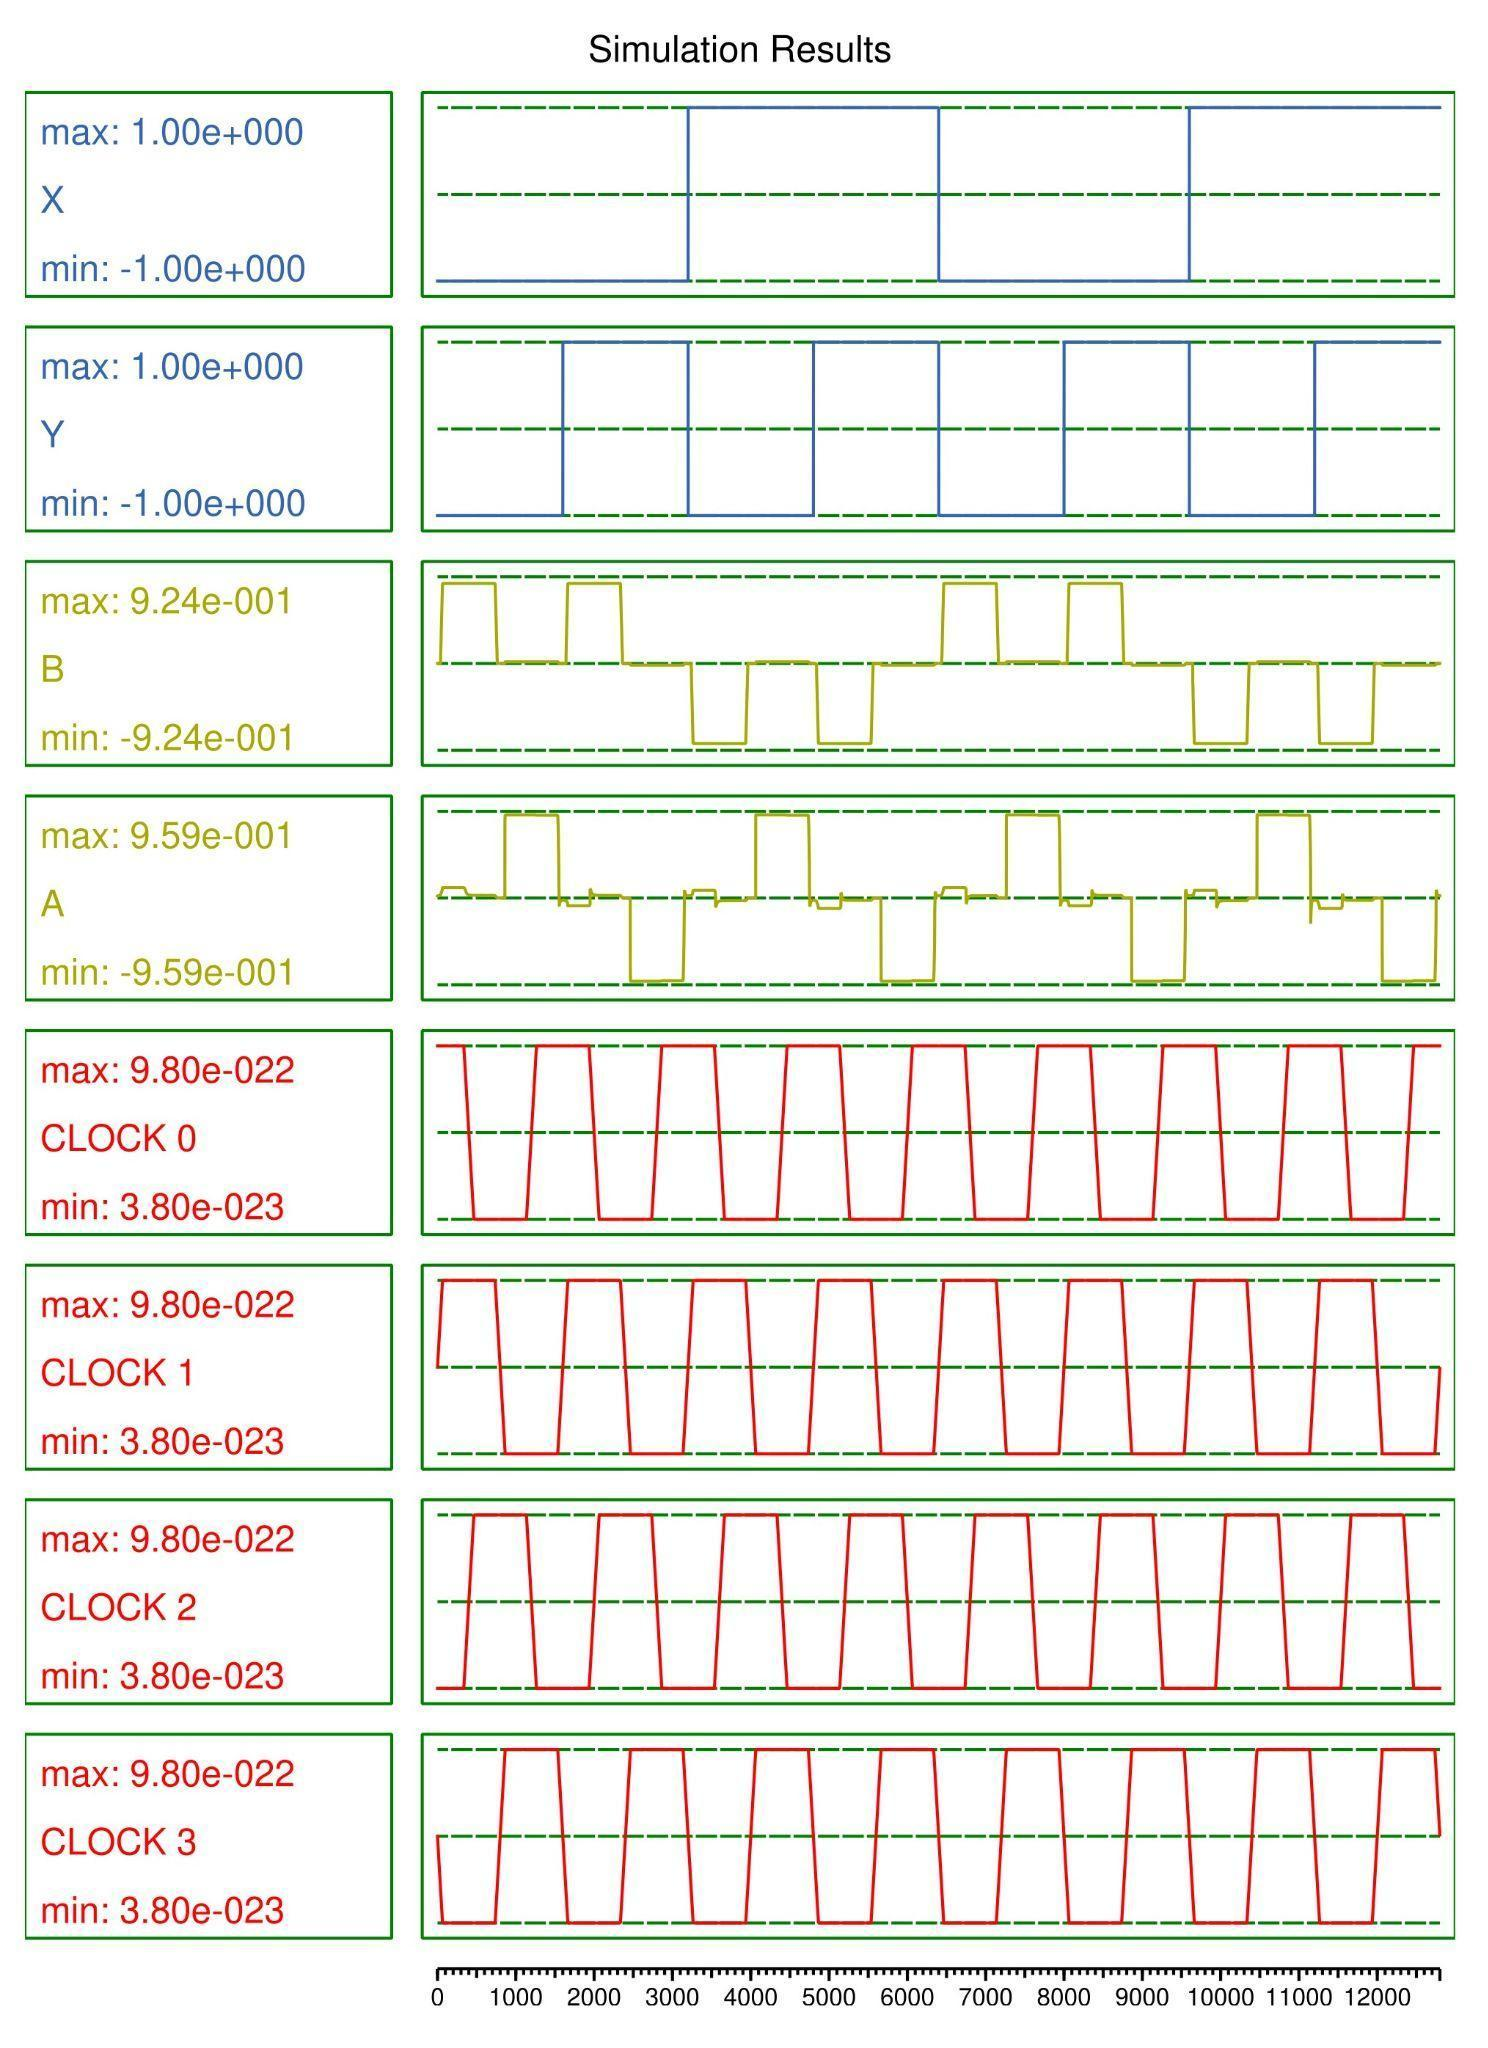 Simulation Results
max: 1.00e+000
X
min: -1.00e+000
max: 1.00e+000
Y
min: -1.00e+000
max: 9.24e-001
B
min: -9.24e-001
max: 9.59e-001
A
min: -9.59e-001
max: 9.80e-022
CLOCK 0
min: 3.80e-023
max: 9.80e-022
CLOCK 1
min: 3.80e-023
max: 9.80e-022
CLOCK 2
min: 3.80e-023
max: 9.80e-022
CLOCK 3
min: 3.80e-023
0 1000 2000 3000 4000 5000 6000 7000 8000 9000 10000 11000 12000